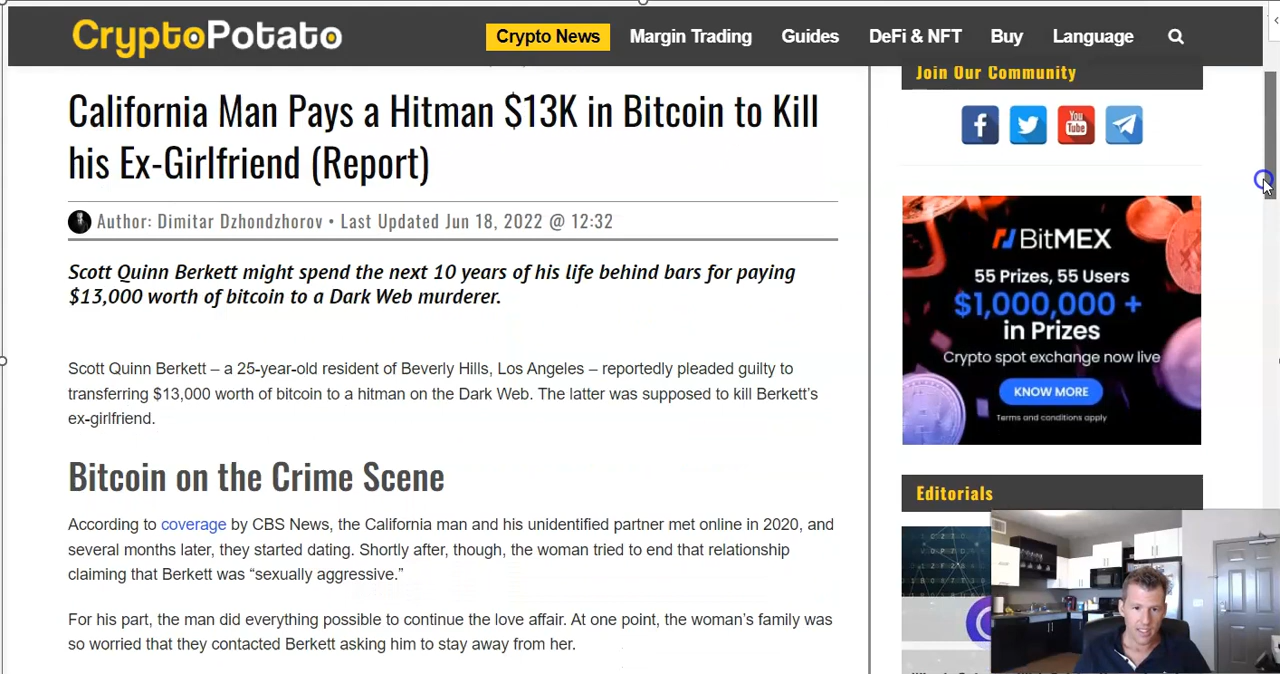 CryptoPotato
Crypto News
Margin Trading
Guides
DeFi & NFT
Buy
Language
California Man Pays a Hitman $13K in Bitcoin to Kill
his Ex-Girlfriend (Report)
Author: Dimitar Dzhondzhorov • Last Updated Jun 18, 2022 @ 12:32
Scott Quinn Berkett might spend the next 10 years of his life behind bars for paying
$13,000 worth of bitcoin to a Dark Web murderer.
Scott Quinn Berkett – a 25-year-old resident of Beverly Hills, Los Angeles – reportedly pleaded guilty to
transferring $13,000 worth of bitcoin to a hitman on the Dark Web. The latter was supposed to kill Berkett’s
ex-girlfriend.
Bitcoin on the Crime Scene
According to coverage by CBS News, the California man and his unidentified partner met online in 2020, and
several months later, they started dating. Shortly after, though, the woman tried to end that relationship
claiming that Berkett was “sexually aggressive.”
For his part, the man did everything possible to continue the love affair. At one point, the woman’s family was
so worried that they contacted Berkett asking him to stay away from her.
Join Our Community
You
Tube
BitMEX
55 Prizes, 55 Users
$1,000,000 +
in Prizes
Crypto spot exchange now live
KNOW MORE
Terms and conditions apply
Editorials